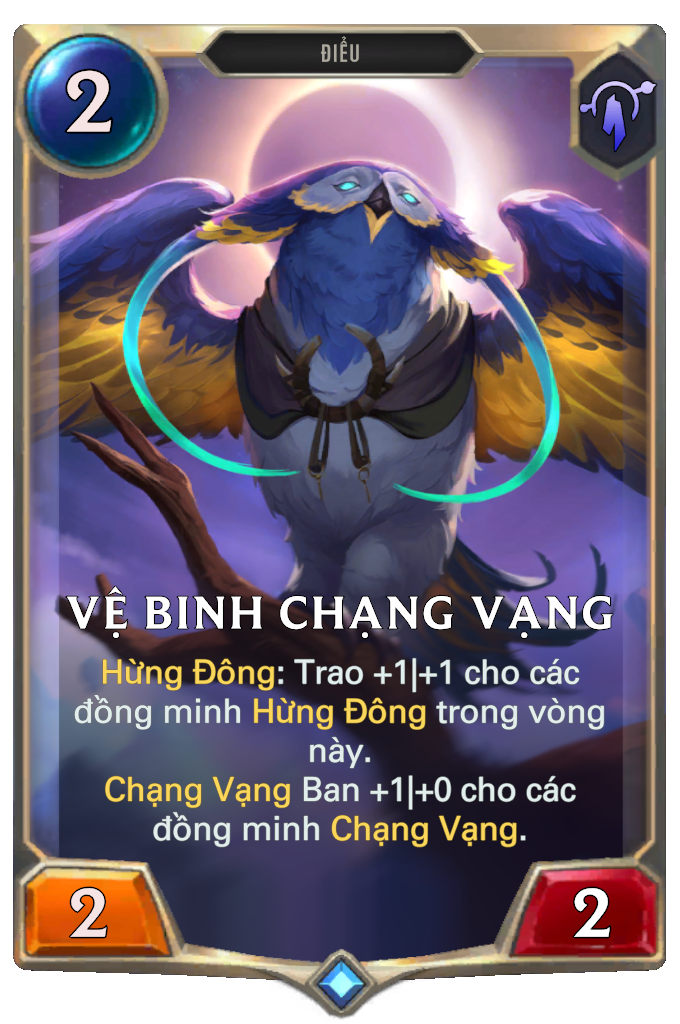 ĐIỂU
2
VỆ BINH CHẠNG VẠNG
Hừng Đông: Trao +1|+1 cho các
đồng minh Hừng Đông trong vòng
này.
Chạng Vạng Ban +1|+0 cho các
đồng minh Chạng Vạng.
2
2